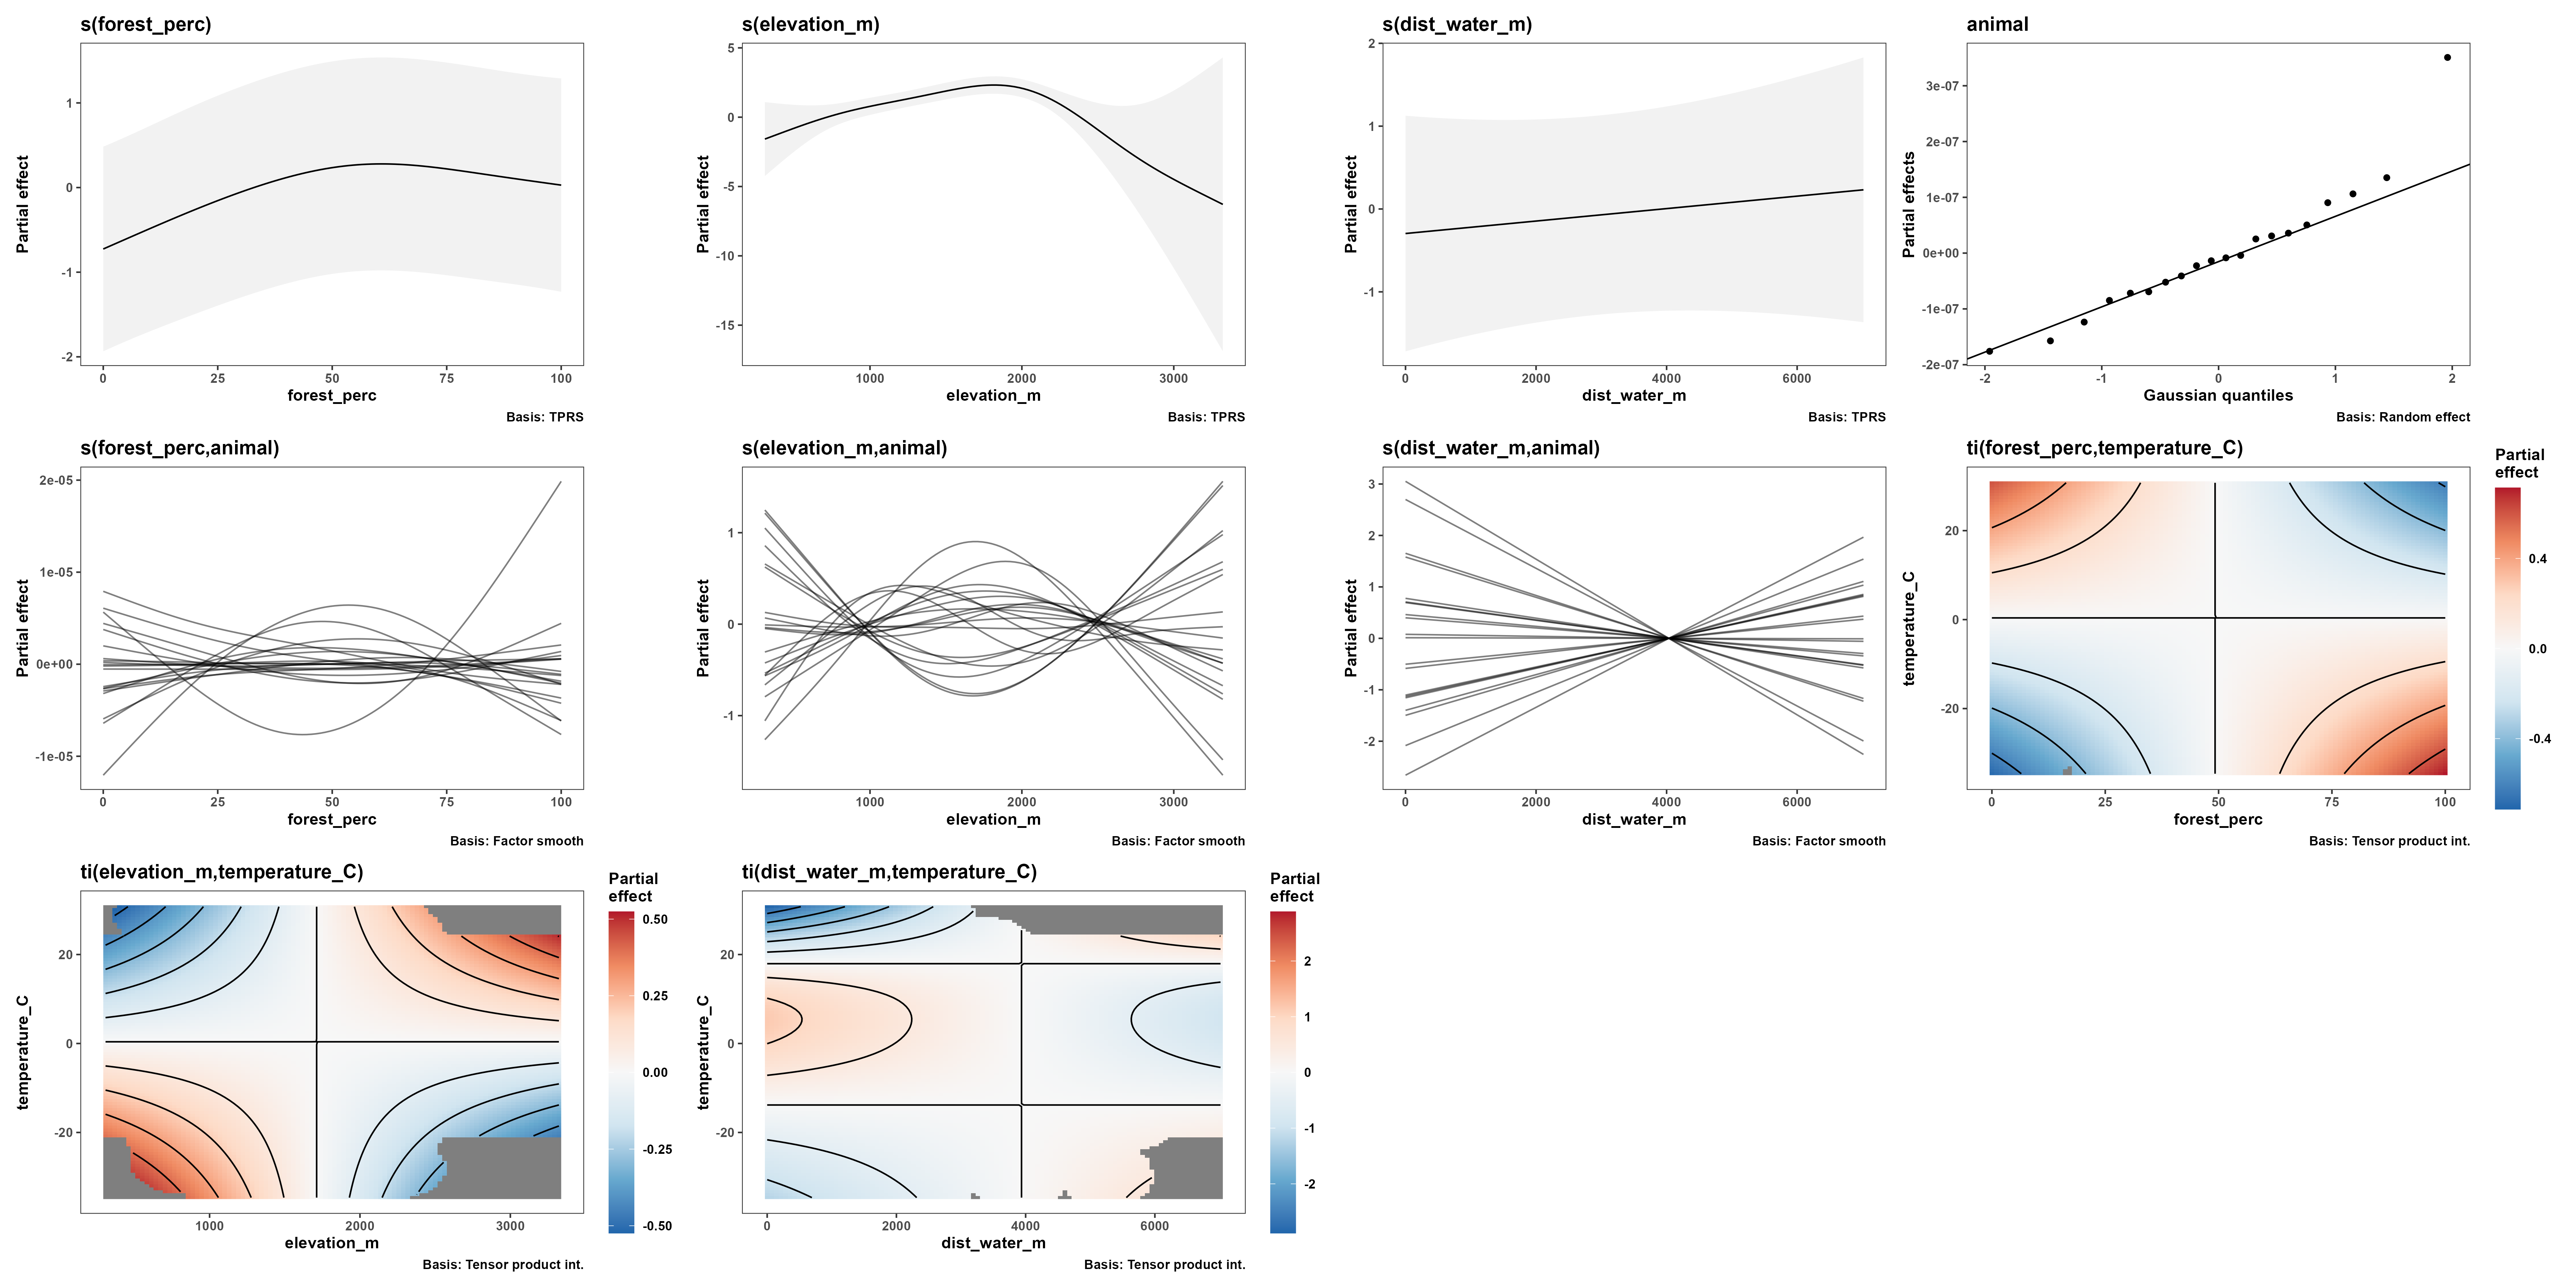 s(forest_perc)
Partial effect
1
0
-1
-2
0 25 50 75 100
forest_perc
Basis: TPRS
s(elevation_m)
Partial effect
5
0
-5
-10
-15
1000 2000 3000
elevation_m
Basis: TPRS
s(dist_water_m)
Partial effect
2
1
0
-1
0 2000 4000 6000
dist_water_m
Basis: TPRS
animal
Partial effects
3e-07
2e-07
1e-07
0e+00
-1e-07
-2e-07
-2 -1 0 1 2
Gaussian quantiles
Basis: Random effect
s(forest_perc,animal)
Partial effect
2e-05
1e-05
0e+00
-1e-05
0 25 50 75 100
forest_perc
Basis: Factor smooth
s(elevation_m,animal)
Partial effect
1
0
-1
1000 2000 3000
elevation_m
Basis: Factor smooth
s(dist_water_m,animal)
Partial effect
3
2
1
0
-1
-2
0 2000 4000 6000
dist_water_m
Basis: Factor smooth
ti(forest_perc,temperature_C)
temperature_C
20
0
-20
0 25 50 75 100
forest_perc
Basis: Tensor product int.
Partial
effect
0.4
0.0
-0.4
ti(elevation_m,temperature_C)
temperature_C
20
0
-20
1000 2000 3000
elevation_m
Basis: Tensor product int.
Partial
effect
0.50
0.25
0.00
-0.25
-0.50
ti(dist_water_m,temperature_C)
temperature_C
20
0
-20
0 2000 4000 6000
dist_water_m
Basis: Tensor product int.
Partial
effect
2
1
0
-1
-2